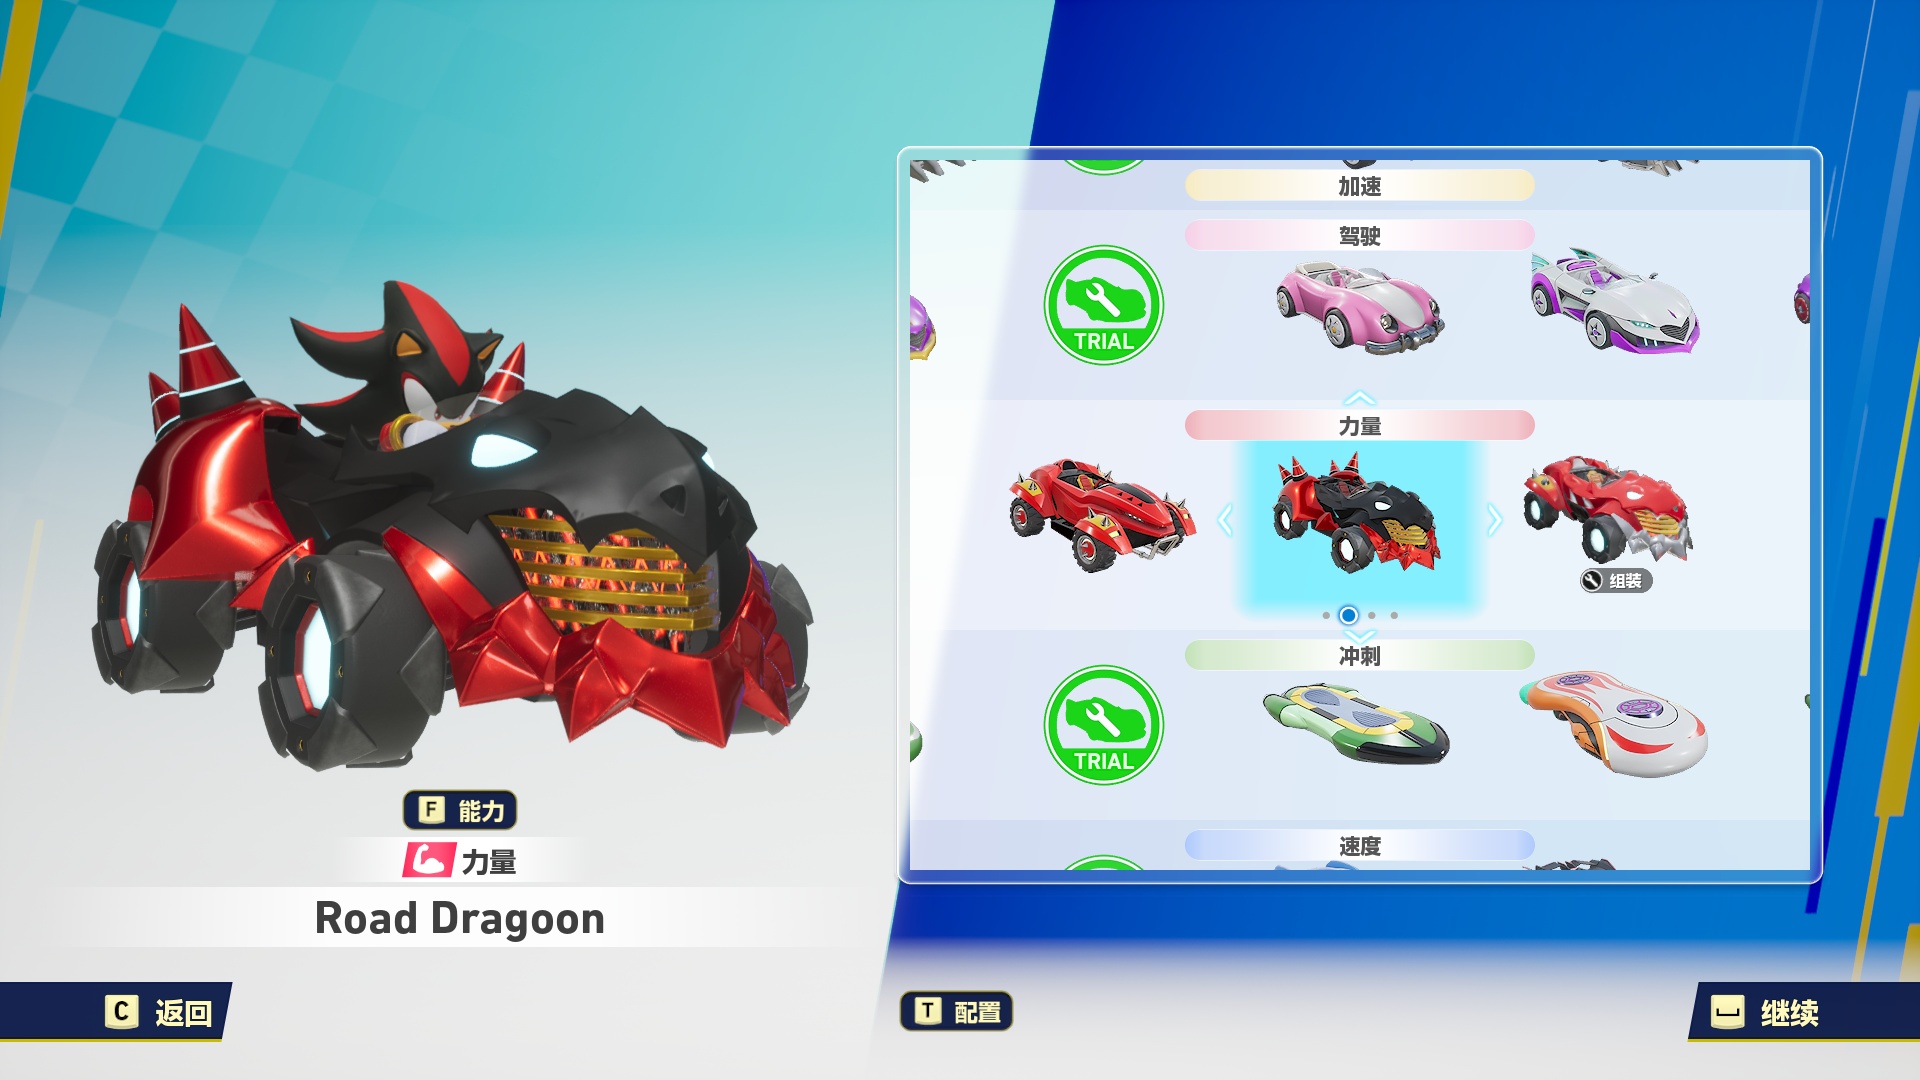 加速
驾驶
TRIAL
力量
组装
冲刺
TRIAL
速度
F 能力
力量
Road Dragoon
C 返回
T 配置
继续